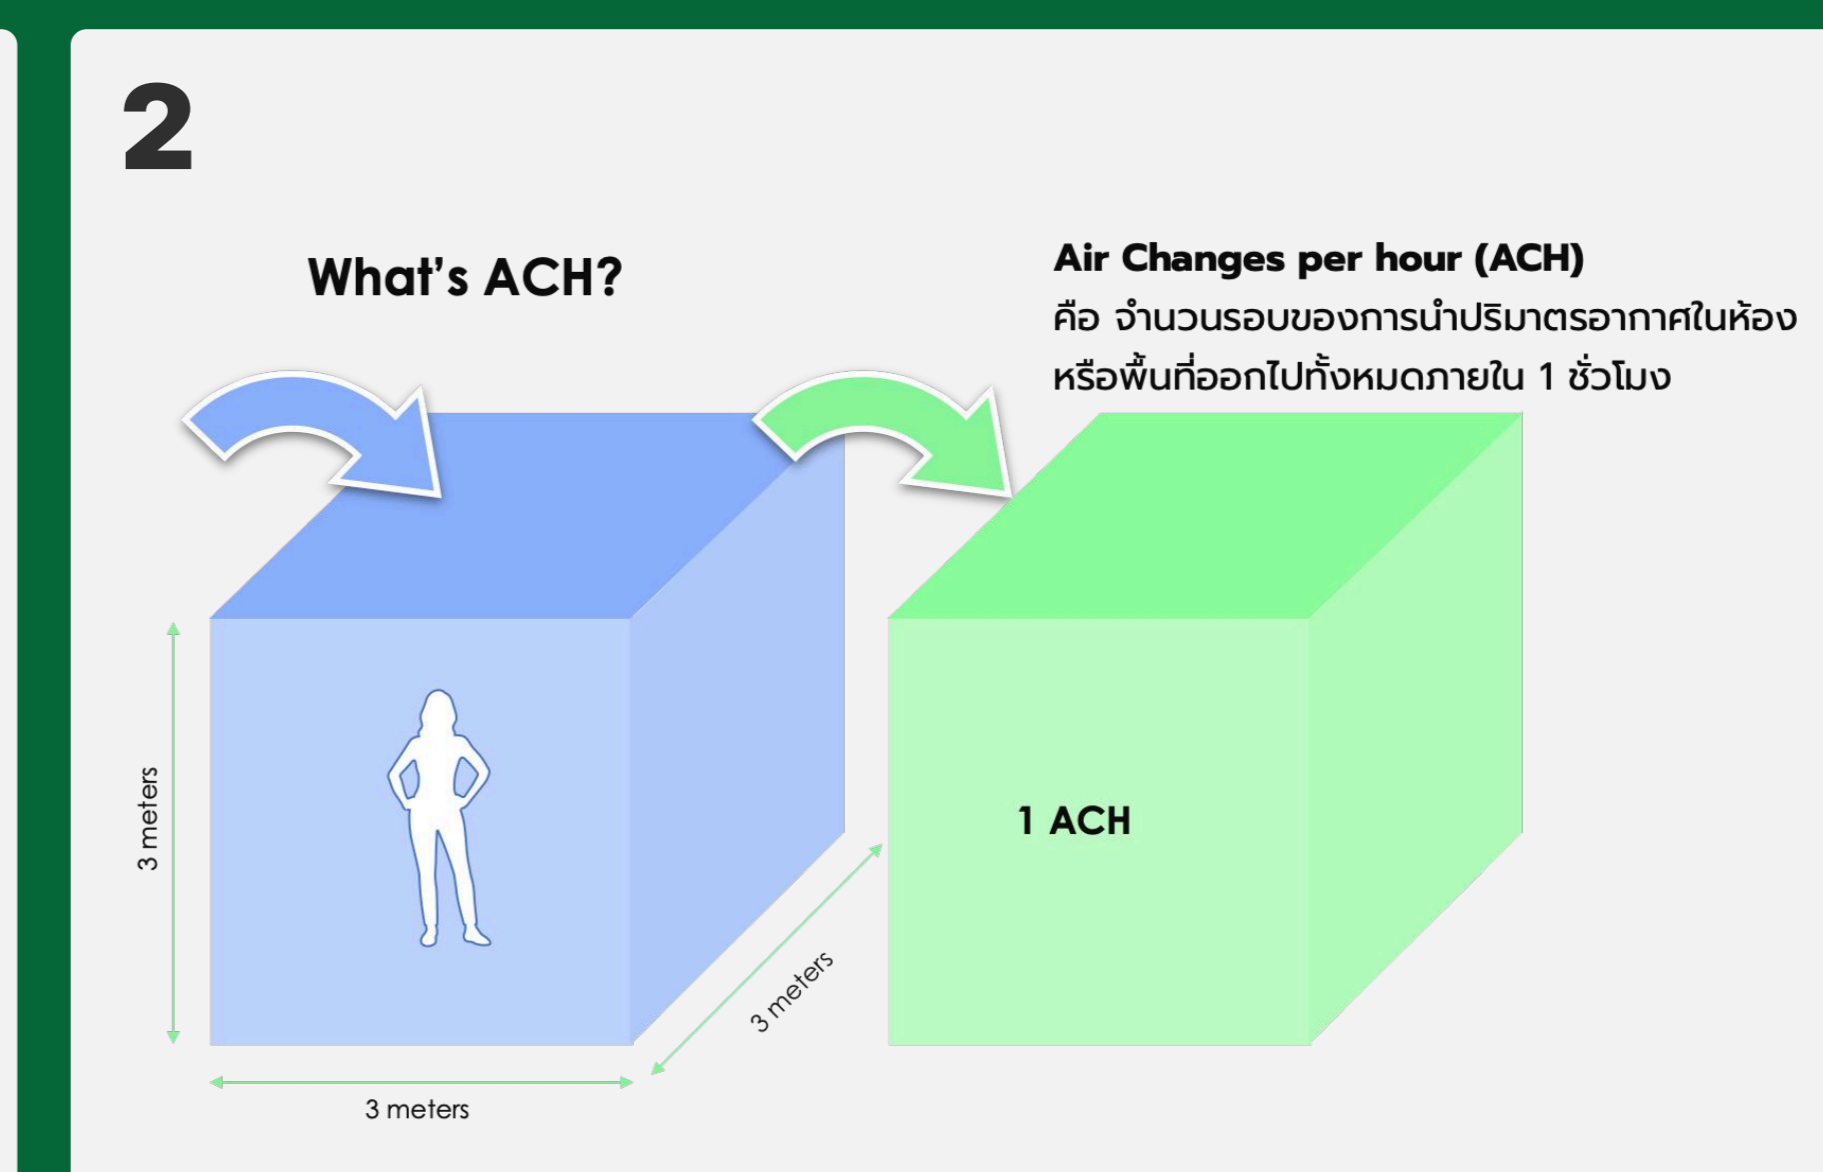 2
What's ACH?
Air Changes per hour (ACH)
คือ จำนวนรอบของการนำปริมาตรอากาศในห้อง
หรือพื้นที่ออกไปทั้งหมดภายใน 1 ชั่วโมง
3 meters
1 ACH
3 meters
3 meters